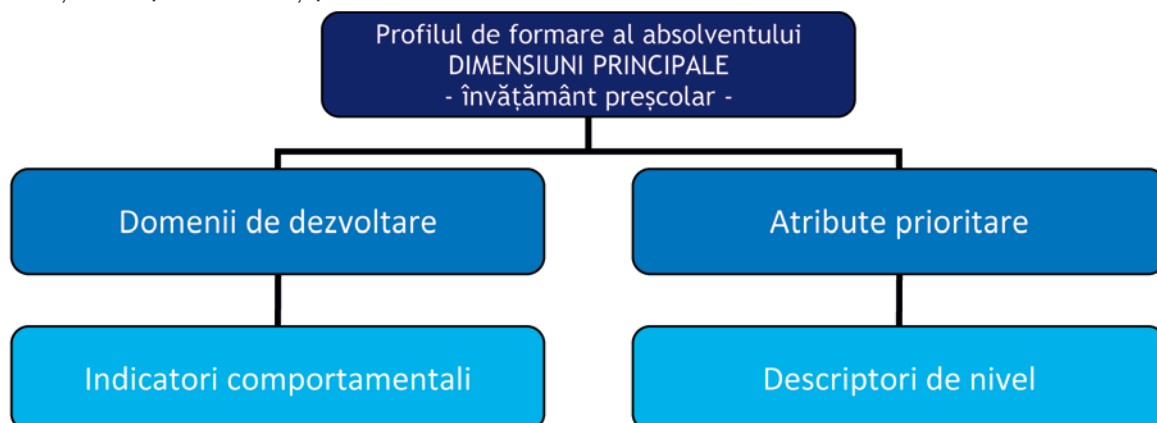 Profilul de formare al absolventului
DIMENSIUNI PRINCIPALE
- învățământ preșcolar -
Domenii de dezvoltare
Atribute prioritare
Indicatori comportamentali
Descriptori de nivel